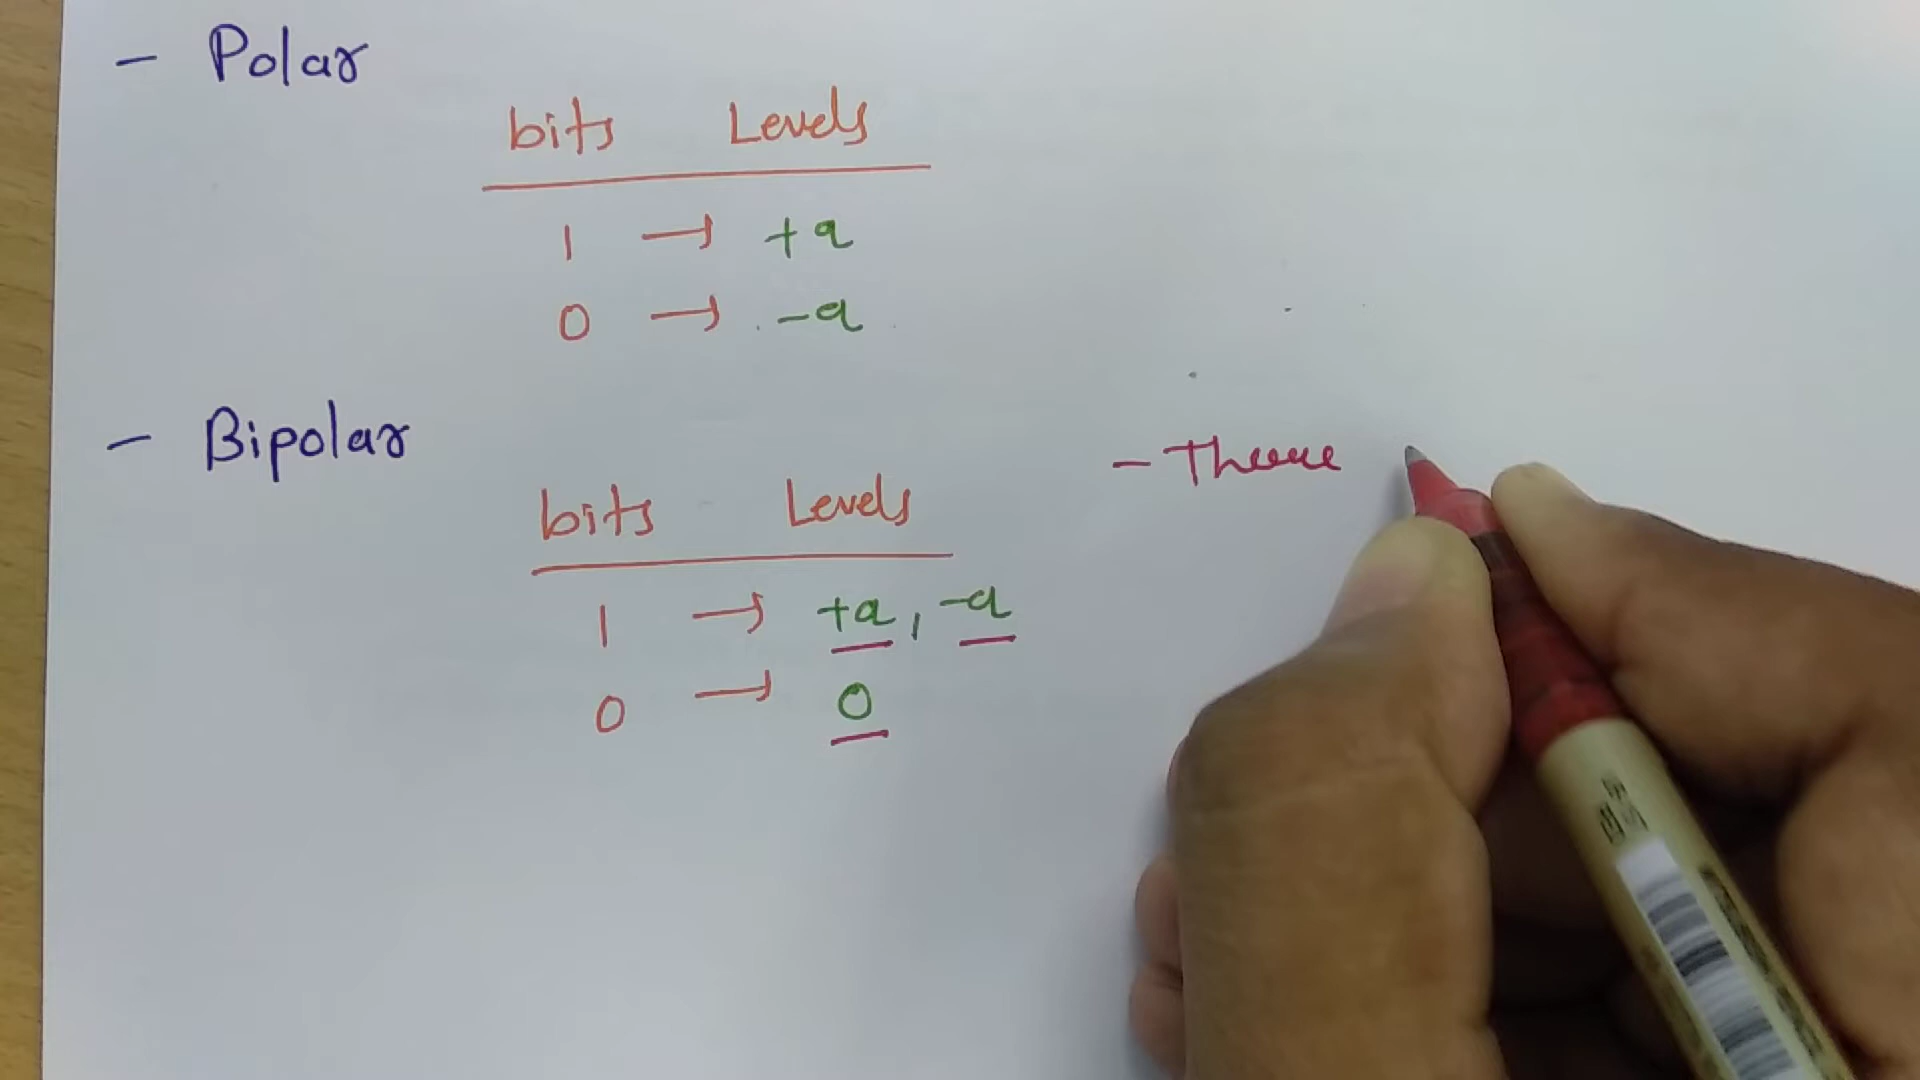 - Polar
bits Levels
1 → +a
0 → -a
- Bipolar
bits Levels
1 → +a, -a
0 → 0
- Three